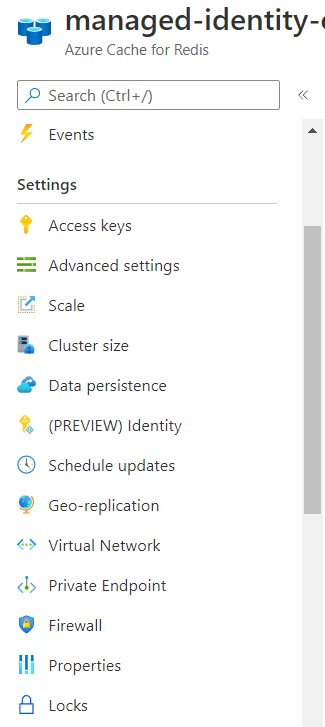 managed-identity-
Azure Cache for Redis
Search (Ctrl+/)
Events
Settings
Access keys
Advanced settings
Scale
Cluster size
Data persistence
(PREVIEW) Identity
Schedule updates
Geo-replication
Virtual Network
Private Endpoint
Firewall
Properties
Locks